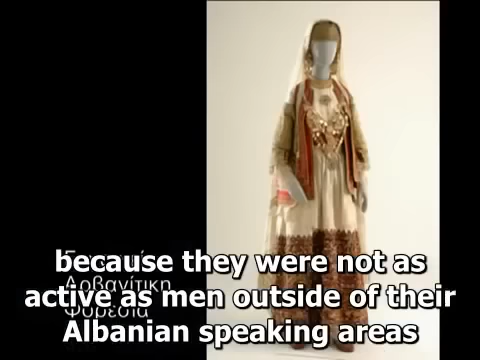 because they were not as
active as men outside of their
Αρβανίτικη
Albanian speaking areas